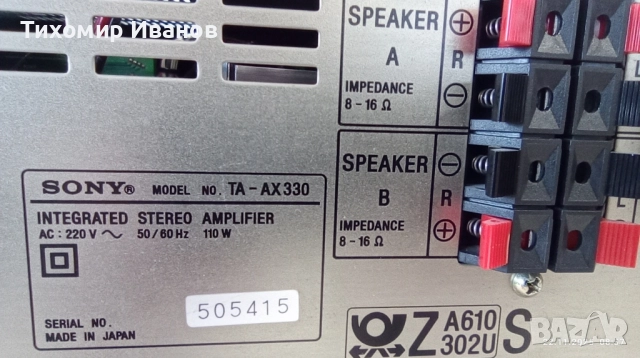 Тихомир Иванов
SPEAKER
A
IMPEDANCE
8 – 16 Ω
+
R
−
L
SPEAKER
B
IMPEDANCE
8 – 16 Ω
−
R
+
L
SONY® MODEL NO. TA – AX330
INTEGRATED STEREO AMPLIFIER
AC : 220 V ~ 50/60 Hz 110 W
SERIAL NO. 505415
MADE IN JAPAN
Z A610
302U S
BAZAR